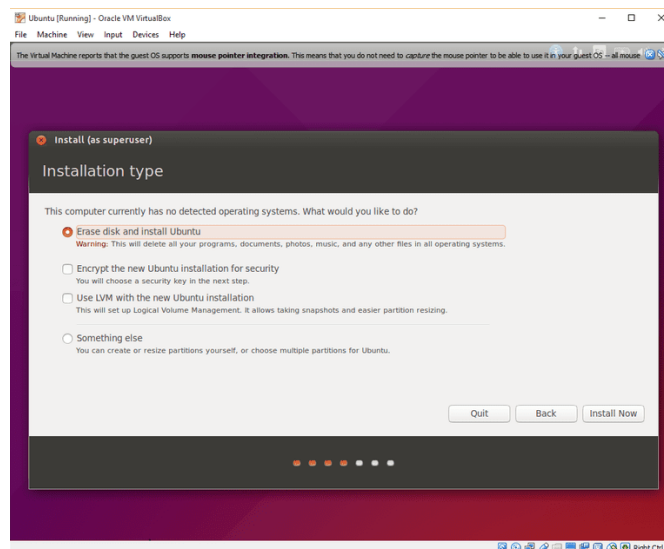 Ubuntu [Running] - Oracle VM VirtualBox
File Machine View Input Devices Help
The Virtual Machine reports that the guest OS supports mouse pointer integration. This means that you do not need to capture the mouse pointer to be able to use it in your guest OS -- all mouse
Install (as superuser)
Installation type
This computer currently has no detected operating systems. What would you like to do?
Erase disk and install Ubuntu
Warning: This will delete all your programs, documents, photos, music, and any other files in all operating systems.
Encrypt the new Ubuntu installation for security
You will choose a security key in the next step.
Use LVM with the new Ubuntu installation
This will set up Logical Volume Management. It allows taking snapshots and easier partition resizing.
Something else
You can create or resize partitions yourself, or choose multiple partitions for Ubuntu.
Quit Back Install Now
Right Ctrl